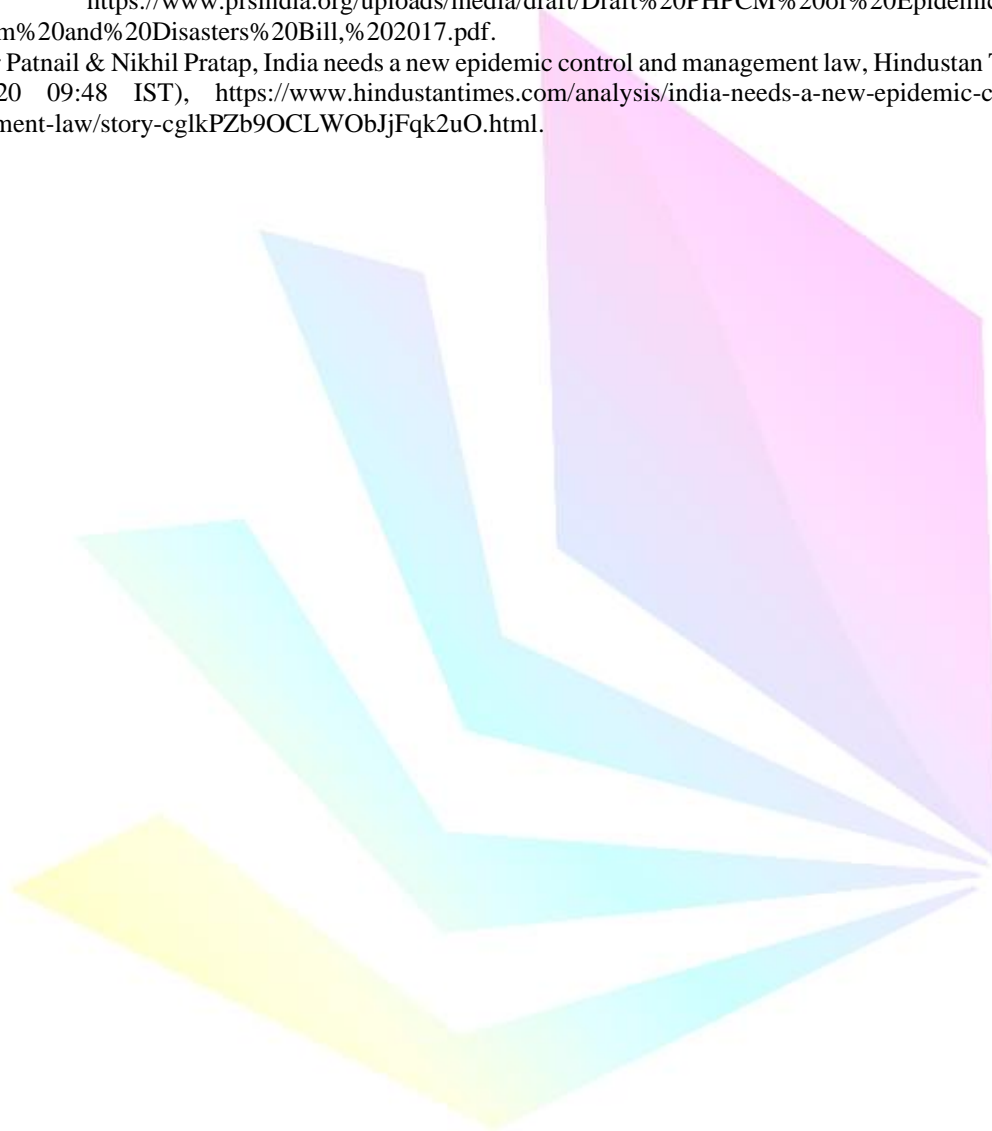 https://www.prsindia.org/uploads/media/draft/Draft%20PHPCM%20of%20Epidemic
m%20and%20Disasters%20Bill,%202017.pdf.
Patnail & Nikhil Pratap, India needs a new epidemic control and management law, Hindustan T
20 09:48 IST), https://www.hindustantimes.com/analysis/india-needs-a-new-epidemic-c
ment-law/story-cglkPZb9OCLWObJjFqk2uO.html.